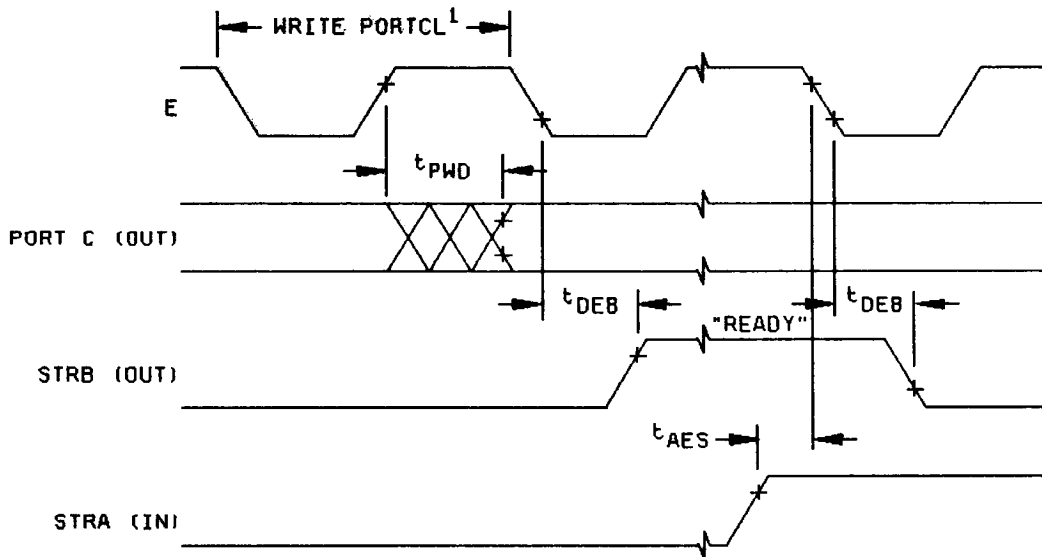 WRITE PORTCL1
E
tPWD
PORT C (OUT)
tDEB
tDEB
"READY"
STRB (OUT)
tAES
STRA (IN)